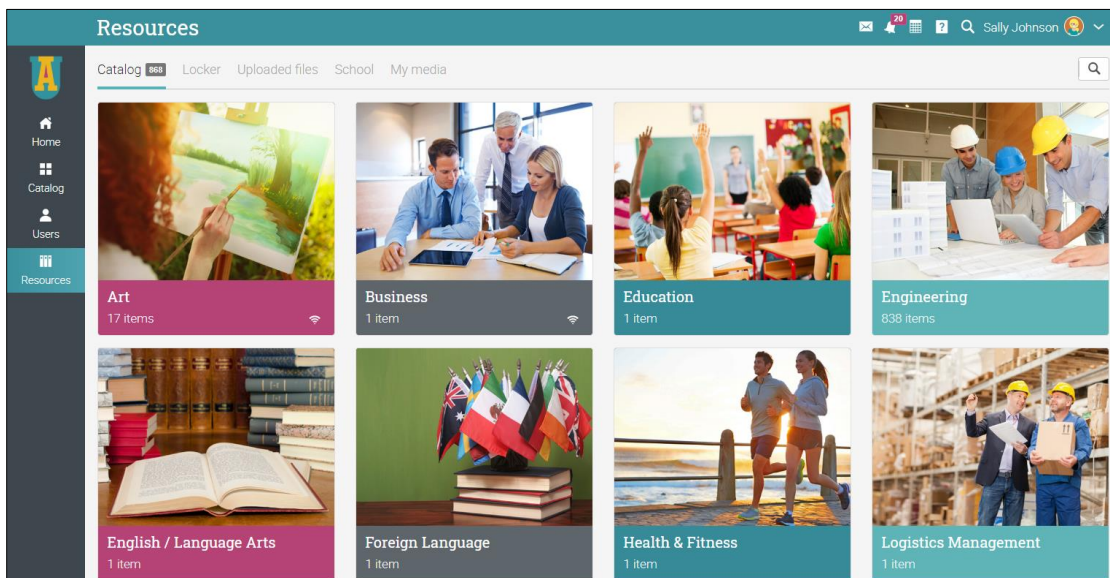 Resources
20
?
Sally Johnson
A
Home
Catalog
Users
Resources
Catalog 868 Locker Uploaded files School My media
Art
17 items
Business
1 item
Education
1 item
Engineering
838 items
English / Language Arts
1 item
Foreign Language
1 item
Health & Fitness
1 item
Logistics Management
1 item